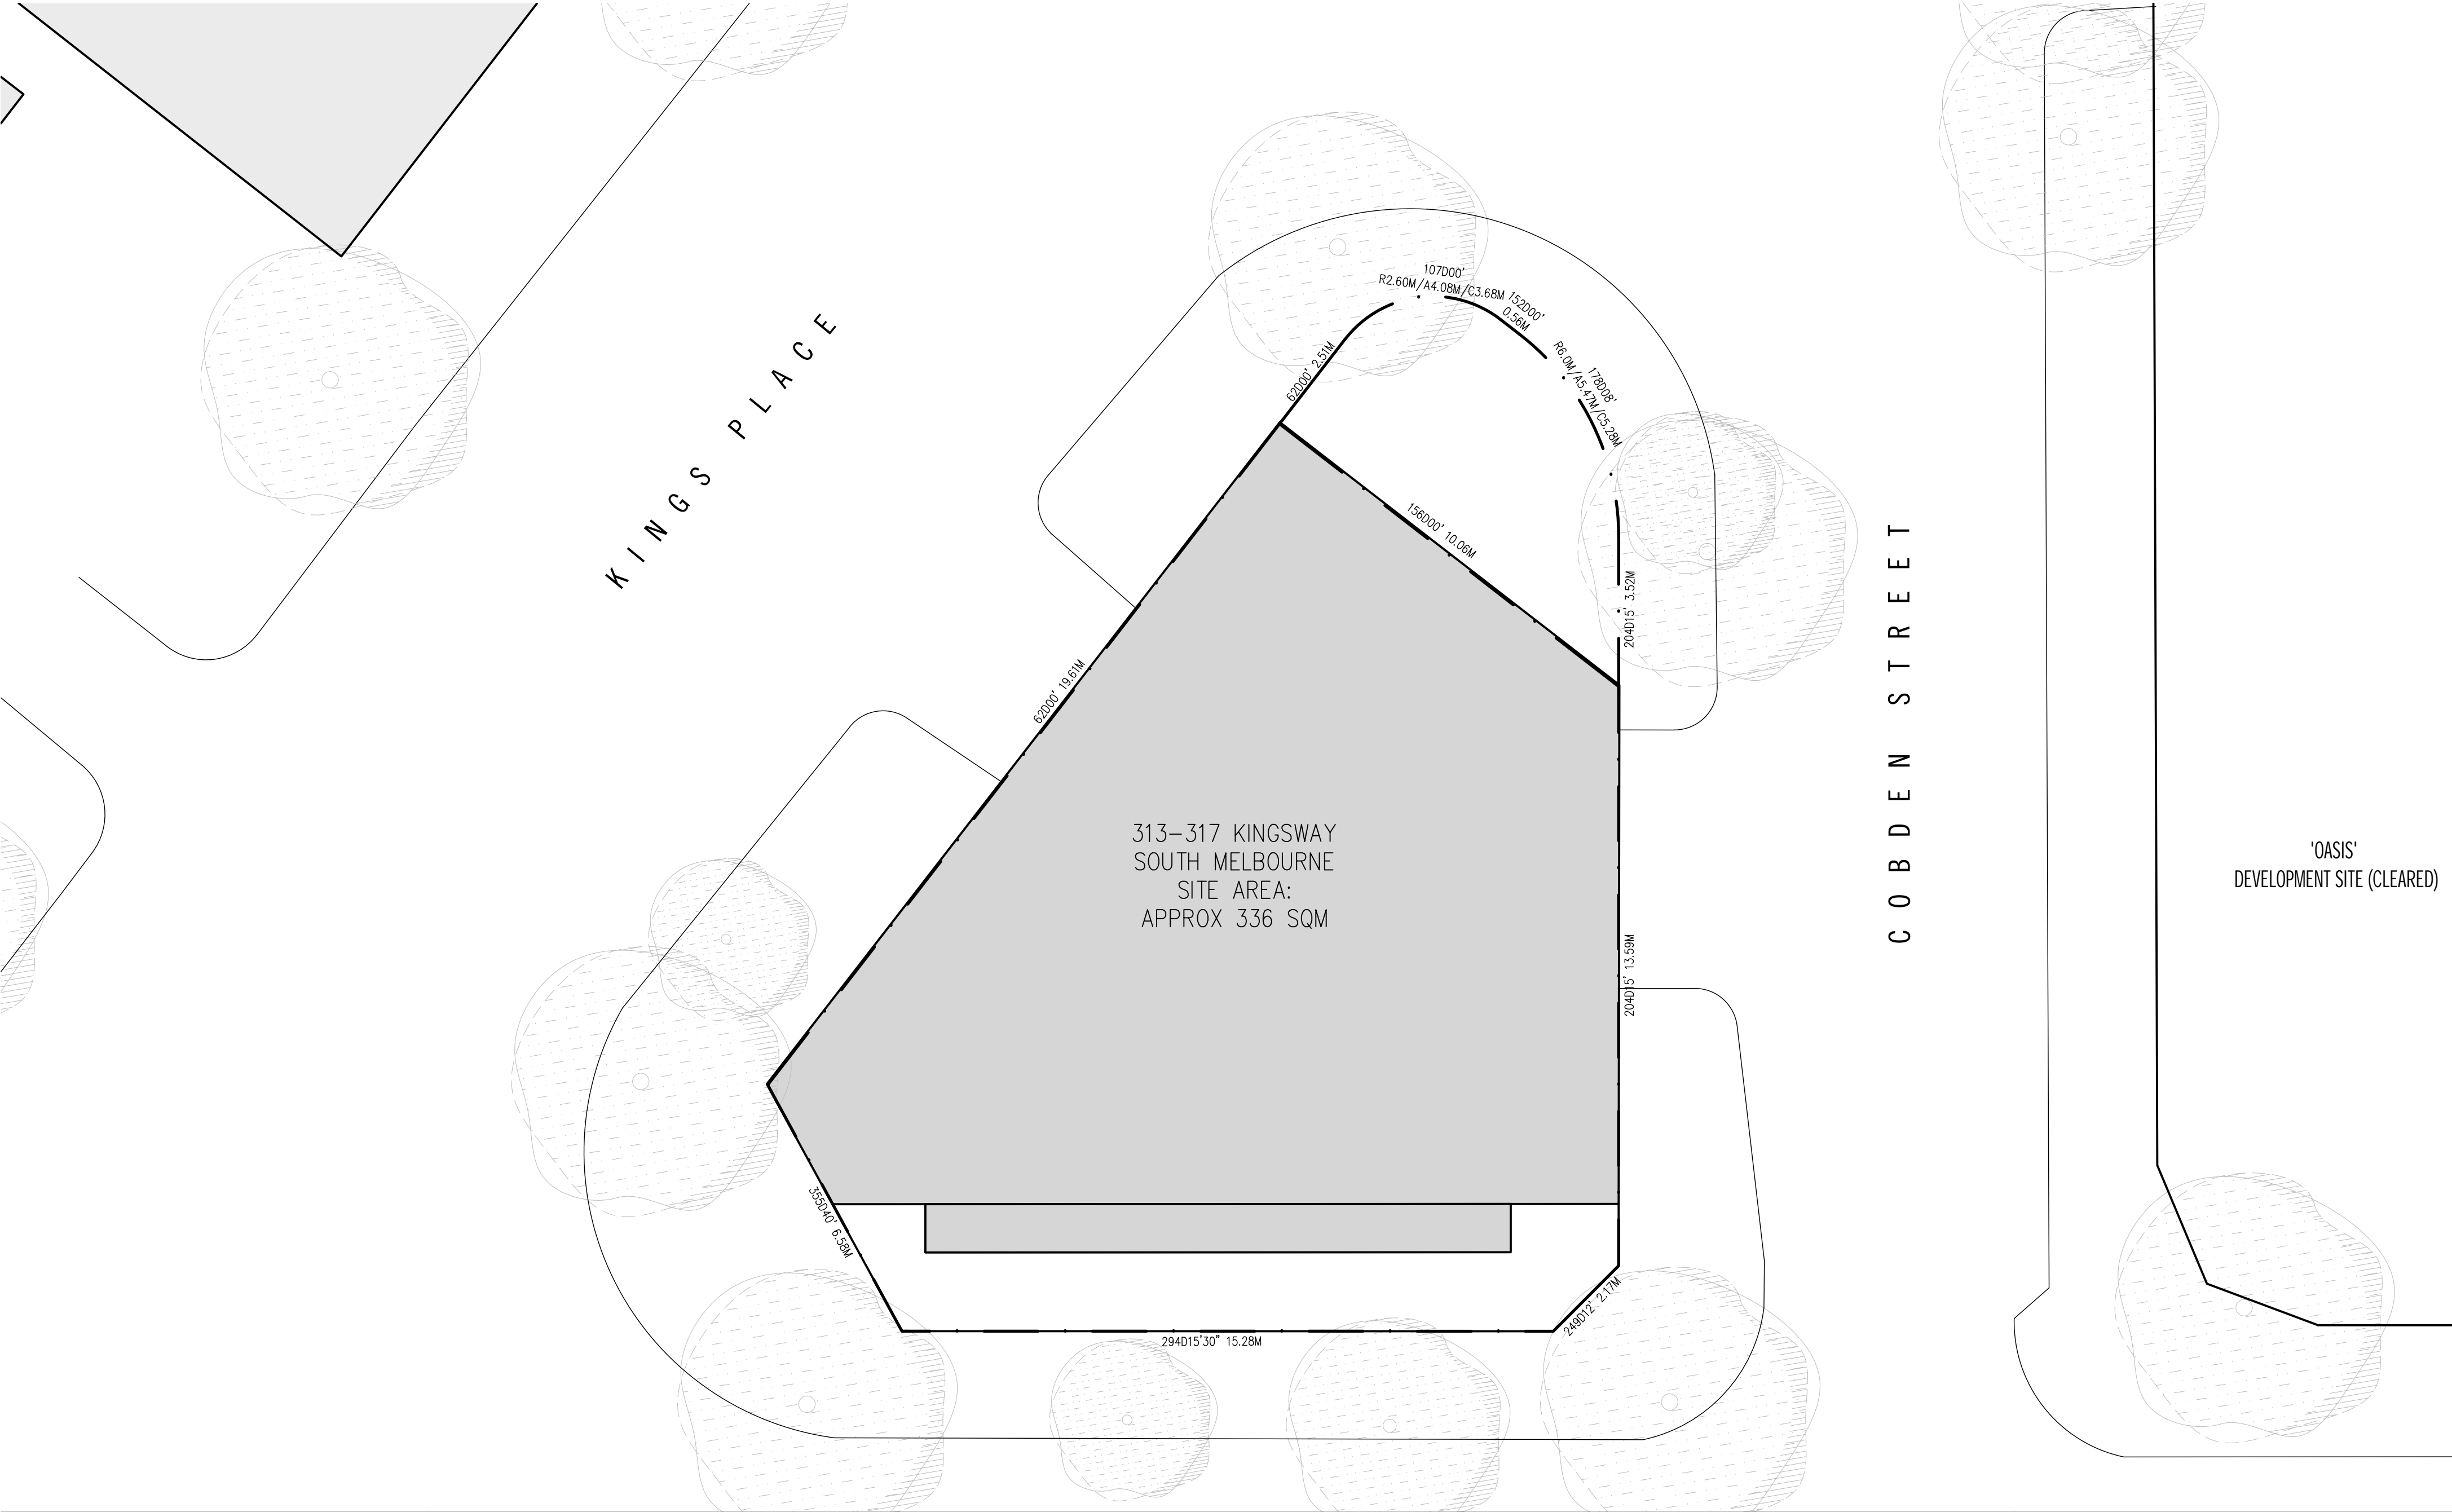 107D00'
R2.60M/A4.08M/C3.68M
152D00'
0.56M
178D08'
R6.0M/A5.47M/C5.28M
62D00' 2.51M
KINGS PLACE
156D00' 10.06M
204D15' 3.52M
62D00' 19.61M
COBDEN STREET
313-317 KINGSWAY
SOUTH MELBOURNE
SITE AREA:
APPROX 336 SQM
'OASIS'
DEVELOPMENT SITE (CLEARED)
204D15' 13.59M
355D40' 6.58M
249D12' 2.17M
294D15'30" 15.28M